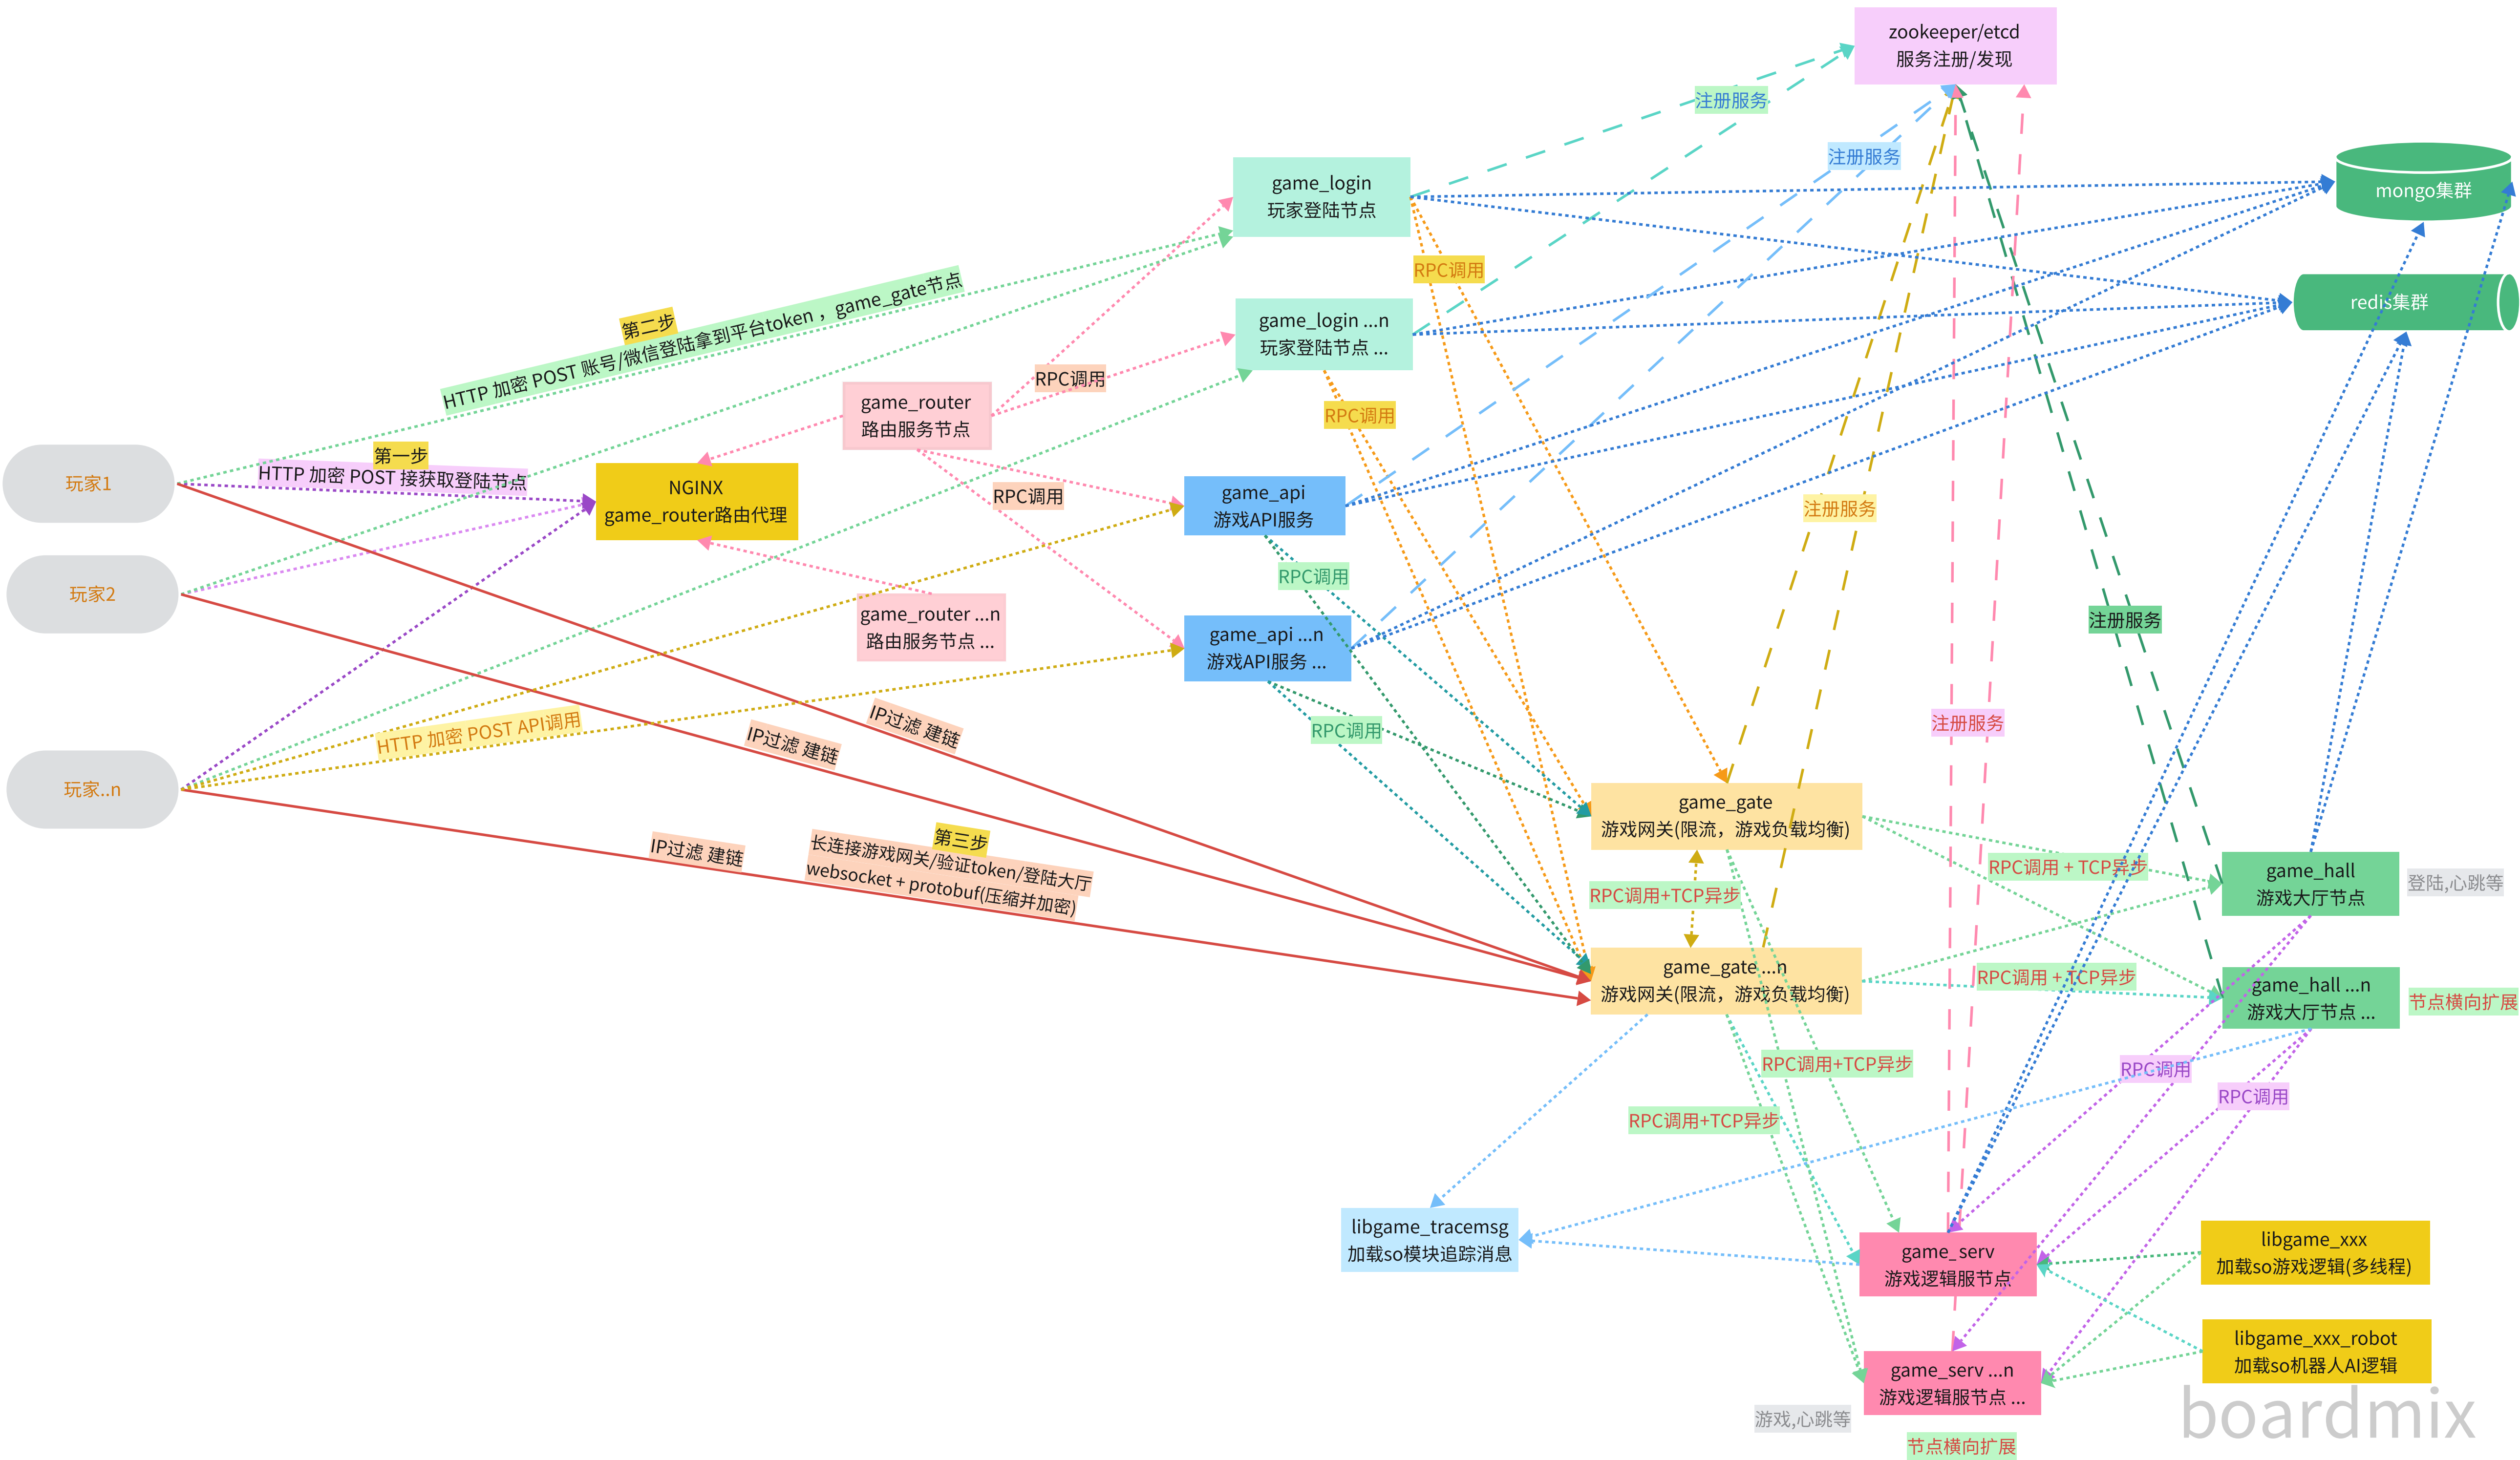 zookeeper/etcd
服务注册/发现
注册服务
注册服务
mongo集群
redis集群
game_login
玩家登陆节点
RPC调用
game_login ...n
玩家登陆节点 ...
第二步
HTTP 加密 POST 账号/微信登陆拿到平台token ，game_gate节点
RPC调用
RPC调用
game_router
路由服务节点
第一步
HTTP 加密 POST 接获取登陆节点
玩家1
NGINX
game_router路由代理
RPC调用
game_api
游戏API服务
注册服务
RPC调用
玩家2
game_router ...n
路由服务节点 ...
game_api ...n
游戏API服务 ...
注册服务
HTTP 加密 POST API调用
IP过滤 建链
IP过滤 建链
RPC调用
注册服务
玩家..n
IP过滤 建链
第三步
长连接游戏网关/验证token/登陆大厅
websocket + protobuf(压缩并加密)
game_gate
游戏网关(限流，游戏负载均衡)
RPC调用+TCP异步
RPC调用 + TCP异步
game_hall
游戏大厅节点
登陆,心跳等
game_gate ...n
游戏网关(限流，游戏负载均衡)
RPC调用 + TCP异步
game_hall ...n
游戏大厅节点 ...
节点横向扩展
RPC调用+TCP异步
RPC调用
RPC调用
RPC调用+TCP异步
libgame_tracemsg
加载so模块追踪消息
game_serv
游戏逻辑服节点
libgame_xxx
加载so游戏逻辑(多线程)
libgame_xxx_robot
加载so机器人AI逻辑
game_serv ...n
游戏逻辑服节点 ...
游戏,心跳等
节点横向扩展
boardmix